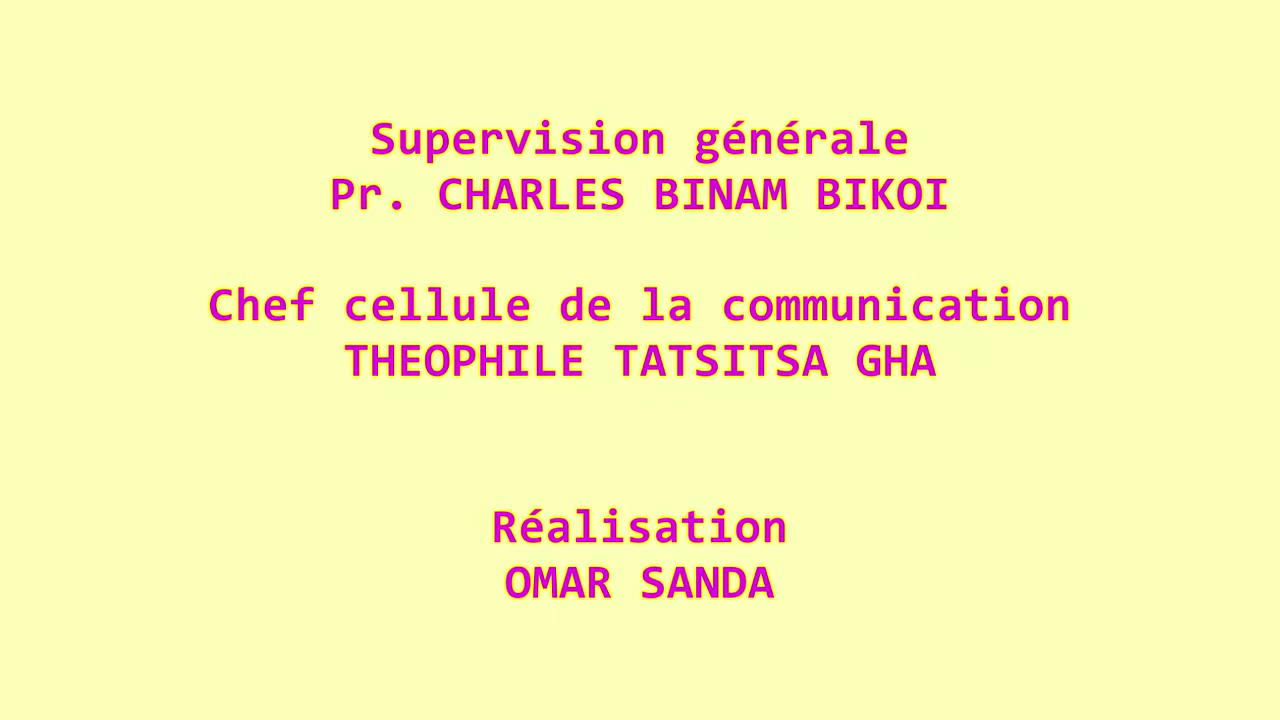 Supervision générale
Pr. CHARLES BINAM BIKOI
Chef cellule de la communication
THEOPHILE TATSITSA GHA
Réalisation
OMAR SANDA